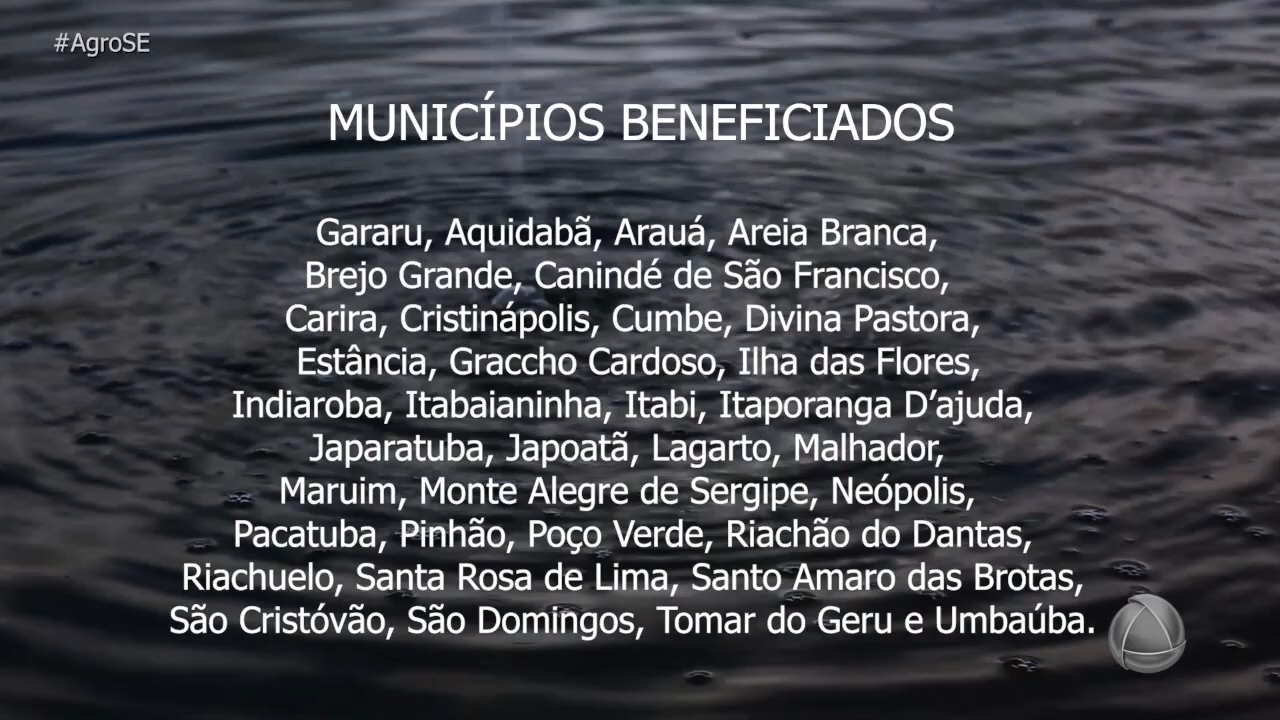 #AgroSE
MUNICÍPIOS BENEFICIADOS
Gararu, Aquidabã, Arauá, Areia Branca,
Brejo Grande, Canindé de São Francisco,
Carira, Cristinápolis, Cumbe, Divina Pastora,
Estância, Graccho Cardoso, Ilha das Flores,
Indiaroba, Itabaianinha, Itabi, Itaporanga D’ajuda,
Japaratuba, Japoatã, Lagarto, Malhador,
Maruim, Monte Alegre de Sergipe, Neópolis,
Pacatuba, Pinhão, Poço Verde, Riachão do Dantas,
Riachuelo, Santa Rosa de Lima, Santo Amaro das Brotas,
São Cristóvão, São Domingos, Tomar do Geru e Umbaúba.